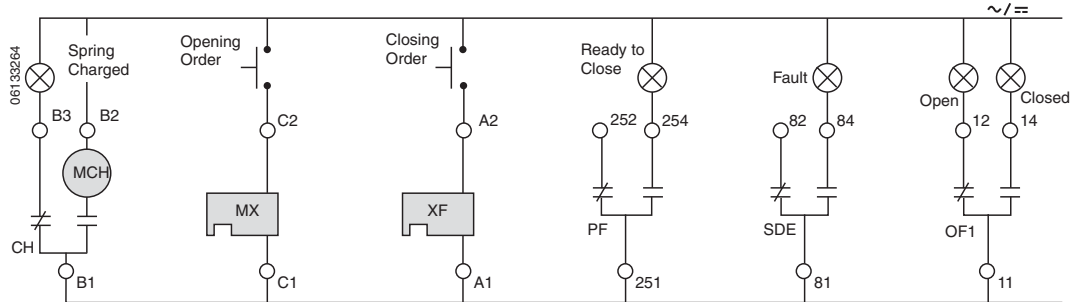 ~/⎓
06133264
Spring
Charged
Opening
Order
Closing
Order
Ready to
Close
Fault
Open
Closed
B3
B2
C2
A2
252
254
82
84
12
14
MCH
MX
XF
PF
SDE
OF1
CH
B1
C1
A1
251
81
11